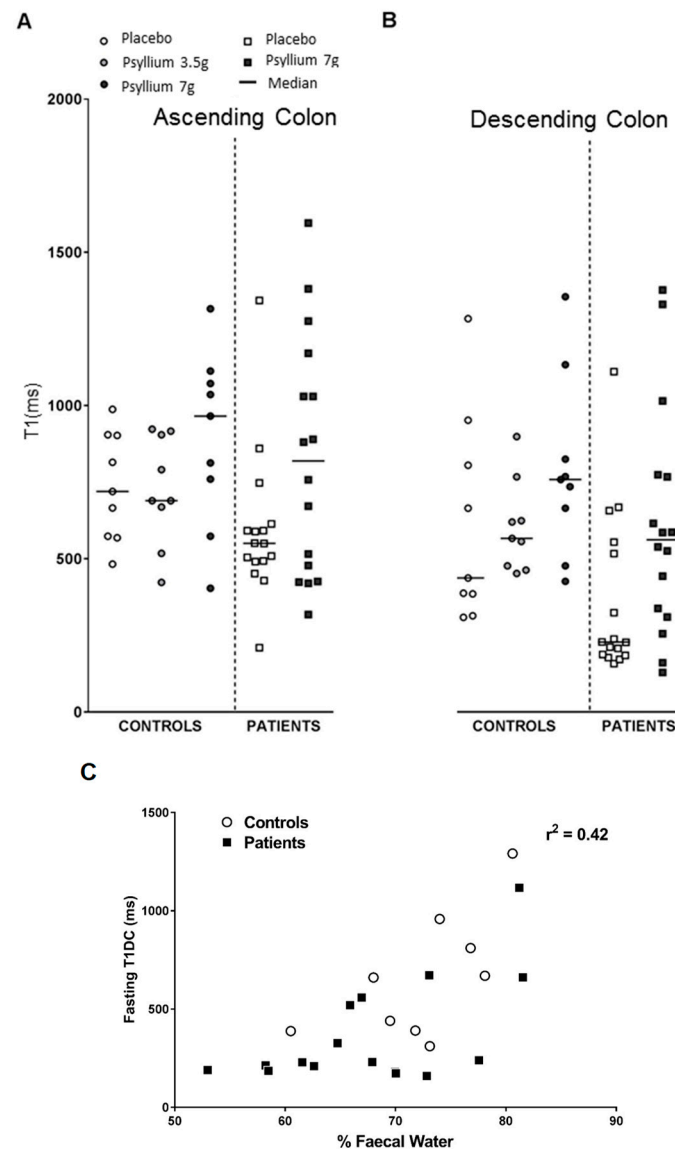 A
B
Placebo
Placebo
Psyllium 3.5g
Psyllium 7g
Psyllium 7g
Median
2000
Ascending Colon
Descending Colon
1500
1000
500
0
T1(ms)
CONTROLS
PATIENTS
CONTROLS
PATIENTS
C
1500
Controls
Patients
r2 = 0.42
1000
500
0
Fasting T1DC (ms)
50
60
70
80
90
% Faecal Water